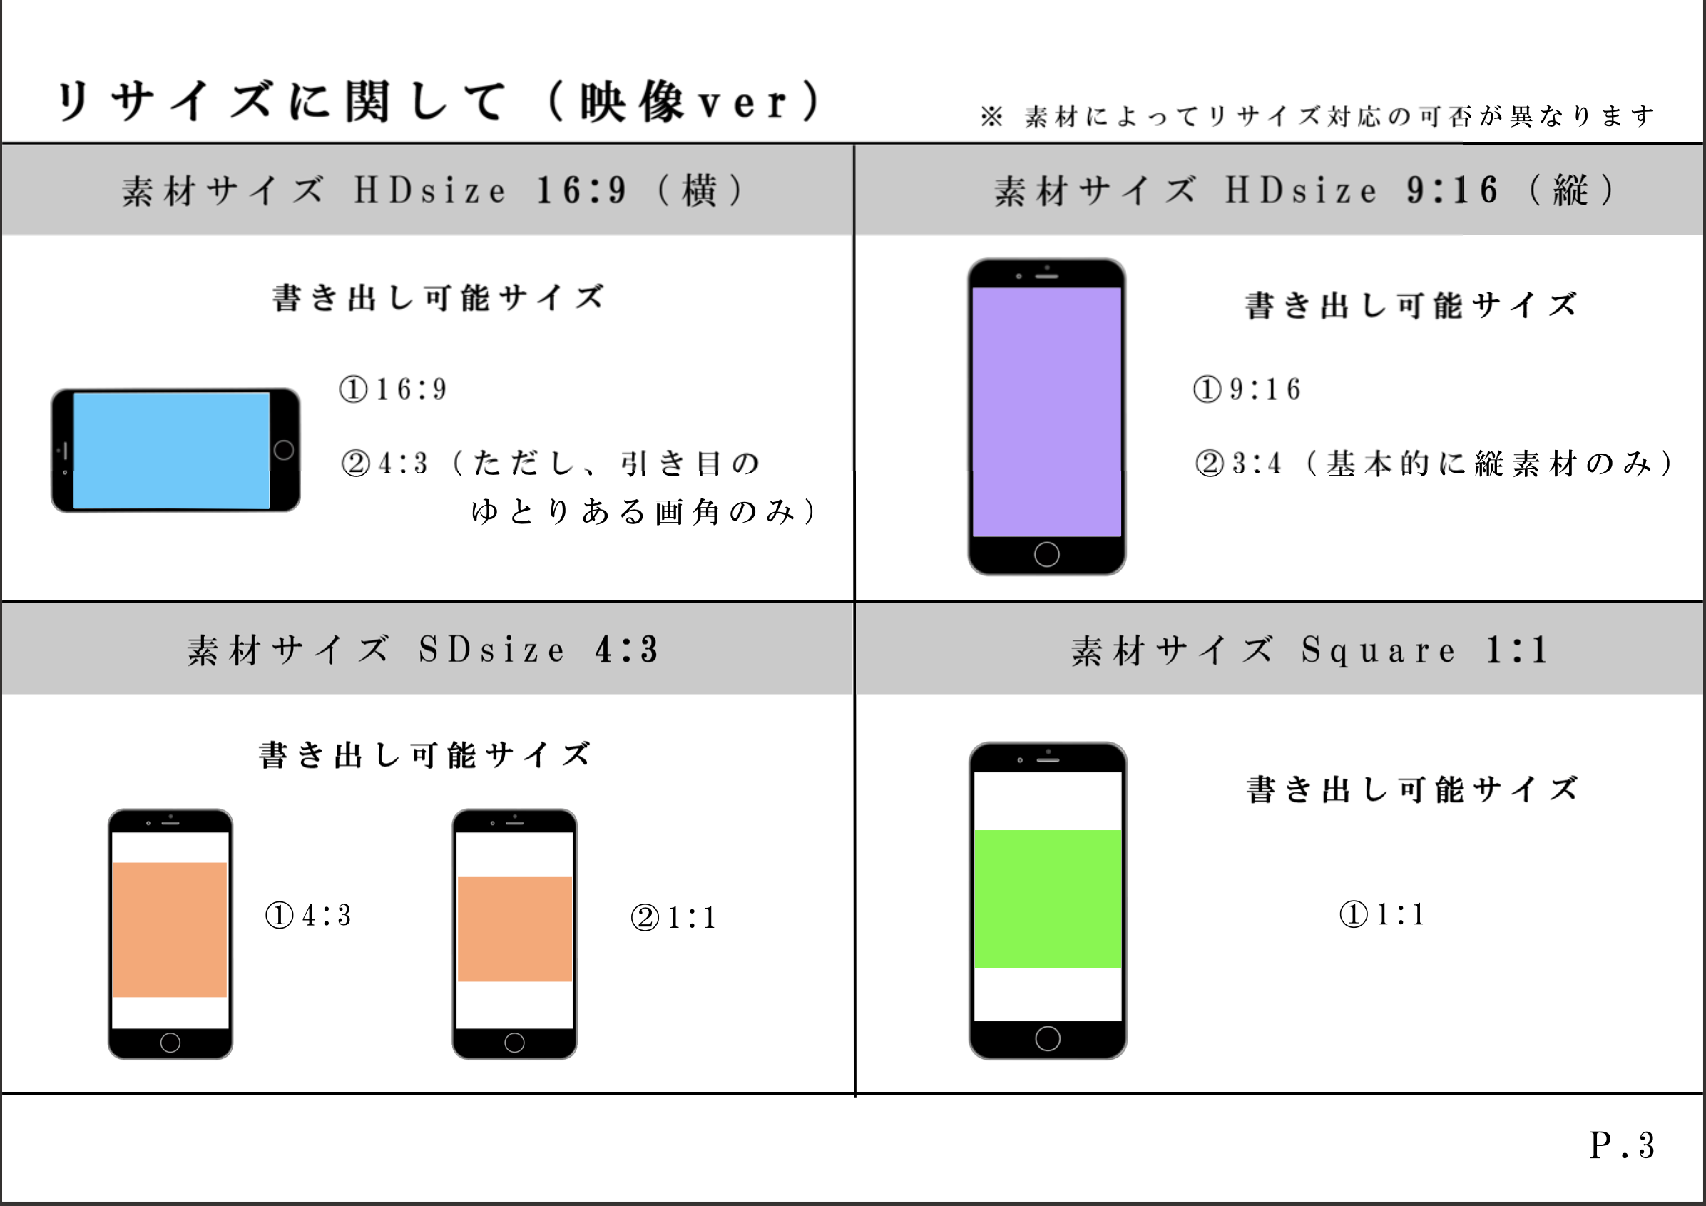 リサイズに関して（映像ver）
※ 素材によってリサイズ対応の可否が異なります
素材サイズ HDsize 16:9（横）
書き出し可能サイズ
①16:9
②4:3（ただし、引き目の
ゆとりある画角のみ）
素材サイズ HDsize 9:16（縦）
書き出し可能サイズ
①9:16
②3:4（基本的に縦素材のみ）
素材サイズ SDsize 4:3
書き出し可能サイズ
①4:3
②1:1
素材サイズ Square 1:1
書き出し可能サイズ
①1:1
P.3